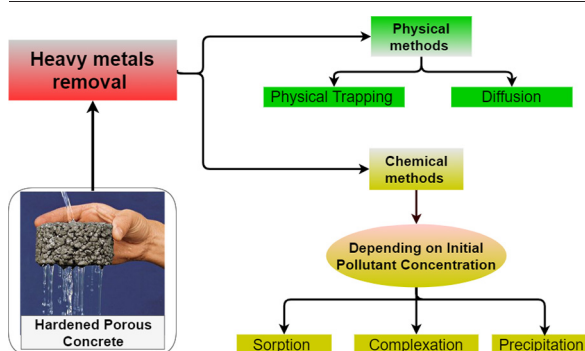 Physical
methods
Heavy metals
removal
Physical Trapping
Diffusion
Chemical
methods
Depending on Initial
Pollutant Concentration
Hardened Porous
Concrete
Sorption
Complexation
Precipitation